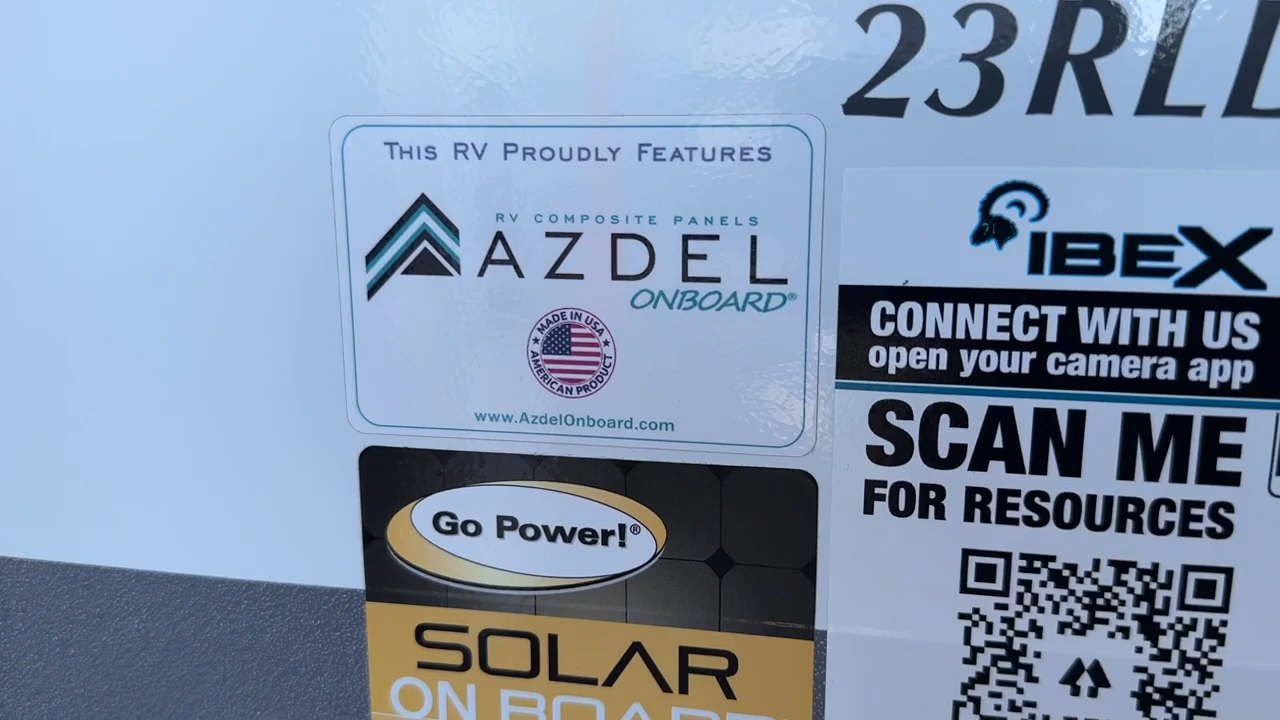 23RLD
This RV Proudly Features
RV COMPOSITE PANELS
AZDEL
ONBOARD®
MADE IN USA
AMERICAN PRODUCT
www.AzdelOnboard.com
Go Power!®
SOLAR
ON BOARD
IBEX
CONNECT WITH US
open your camera app
SCAN ME
FOR RESOURCES